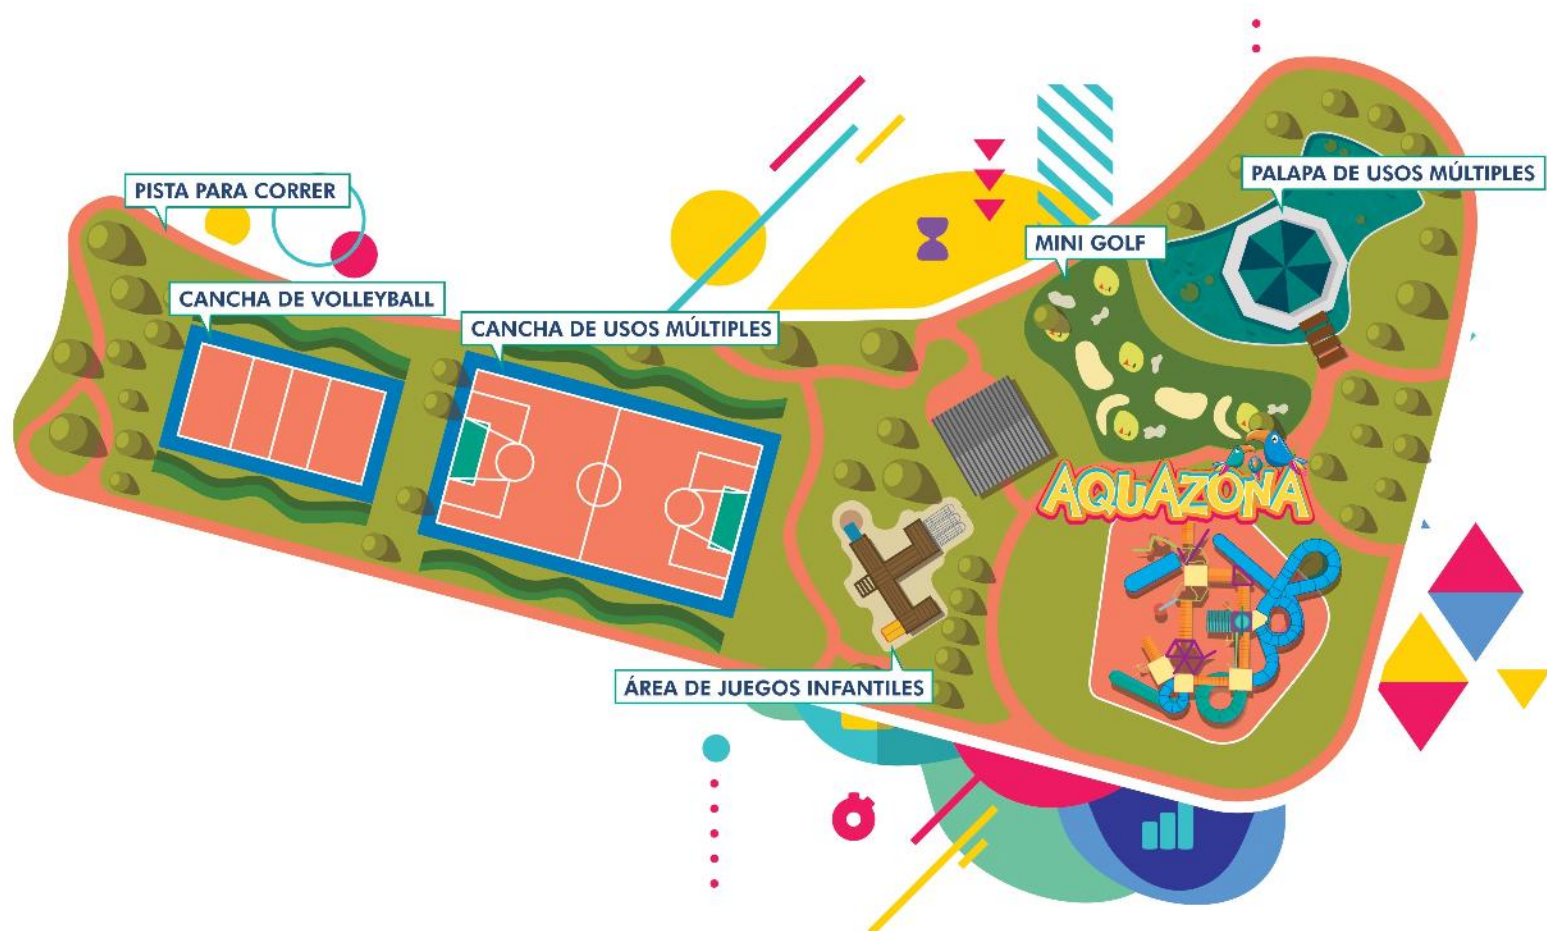 PALAPA DE USOS MÚLTIPLES
PISTA PARA CORRER
MINI GOLF
CANCHA DE VOLLEYBALL
CANCHA DE USOS MÚLTIPLES
AQUAZONA
ÁREA DE JUEGOS INFANTILES